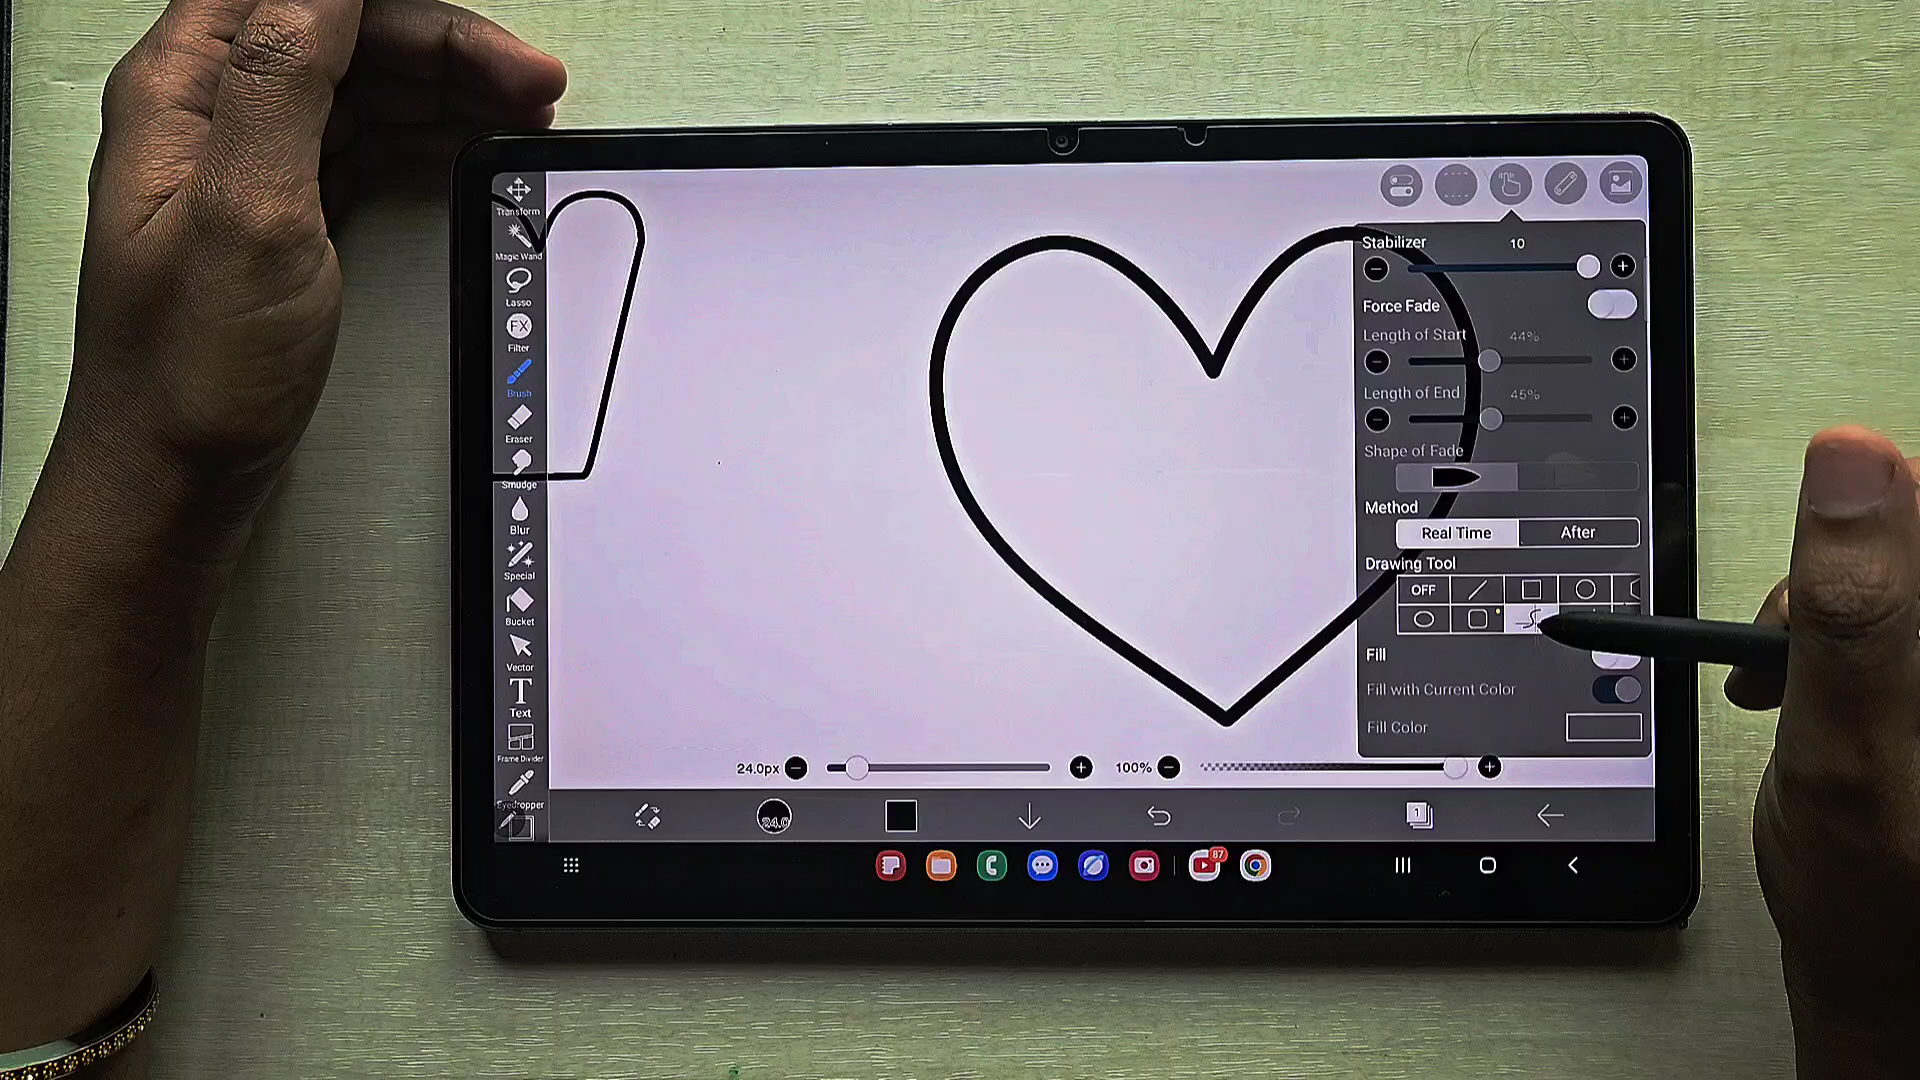 Transform
Magic Wand
Lasso
FX
Filter
Brush
Eraser
Smudge
Blur
Special
Bucket
Vector
T
Text
Frame Divider
Eyedropper
Stabilizer 10
Force Fade
Length of Start 44%
Length of End 45%
Shape of Fade
Method
Real Time After
Drawing Tool
OFF
Fill
Fill with Current Color
Fill Color
24.0px 100%
24.0 1
87